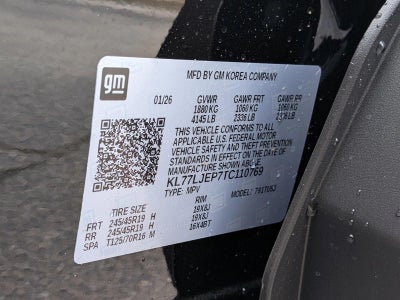 gm
MFD BY GM KOREA COMPANY
01/26 GVWR GAWR FRT GAWR RR
1880 KG 1060 KG 1060 KG
4145 LB 2336 LB 2336 LB
THIS VEHICLE CONFORMS TO ALL
APPLICABLE U.S. FEDERAL MOTOR
VEHICLE SAFETY AND THEFT PREVENTION
STANDARDS IN EFFECT ON THE DATE OF
MANUFACTURE SHOWN ABOVE.
KL77LJEP7TC110769
TYPE: MPV MODEL:
TIRE SIZE RIM
FRT 245/45R19 H 19X8J
RR 245/45R19 H 19X8J
SPA T125/70R16 M 16X4BT